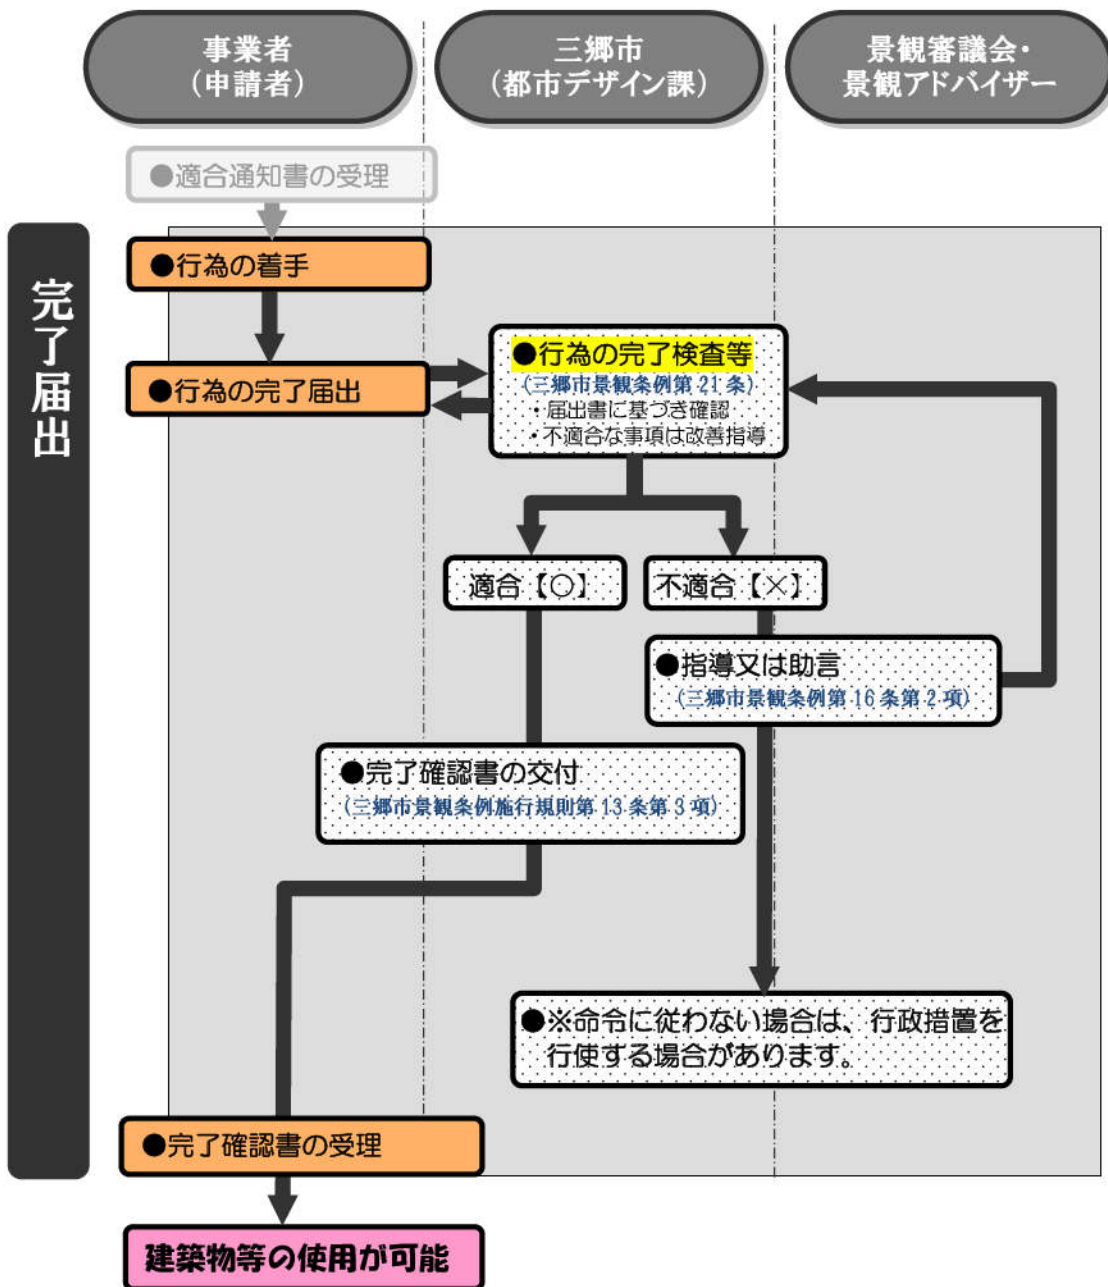 事業者
（申請者）
三郷市
（都市デザイン課）
景観審議会・
景観アドバイザー
●適合通知書の受理
完了届出
●行為の着手
●行為の完了届出
●行為の完了検査等
（三郷市景観条例第21条）
・届出書に基づき確認
・不適合な事項は改善指導
適合【○】
不適合【×】
●指導又は助言
（三郷市景観条例第16条第2項）
●完了確認書の交付
（三郷市景観条例施行規則第13条第3項）
●※命令に従わない場合は、行政措置を
行使する場合があります。
●完了確認書の受理
建築物等の使用が可能